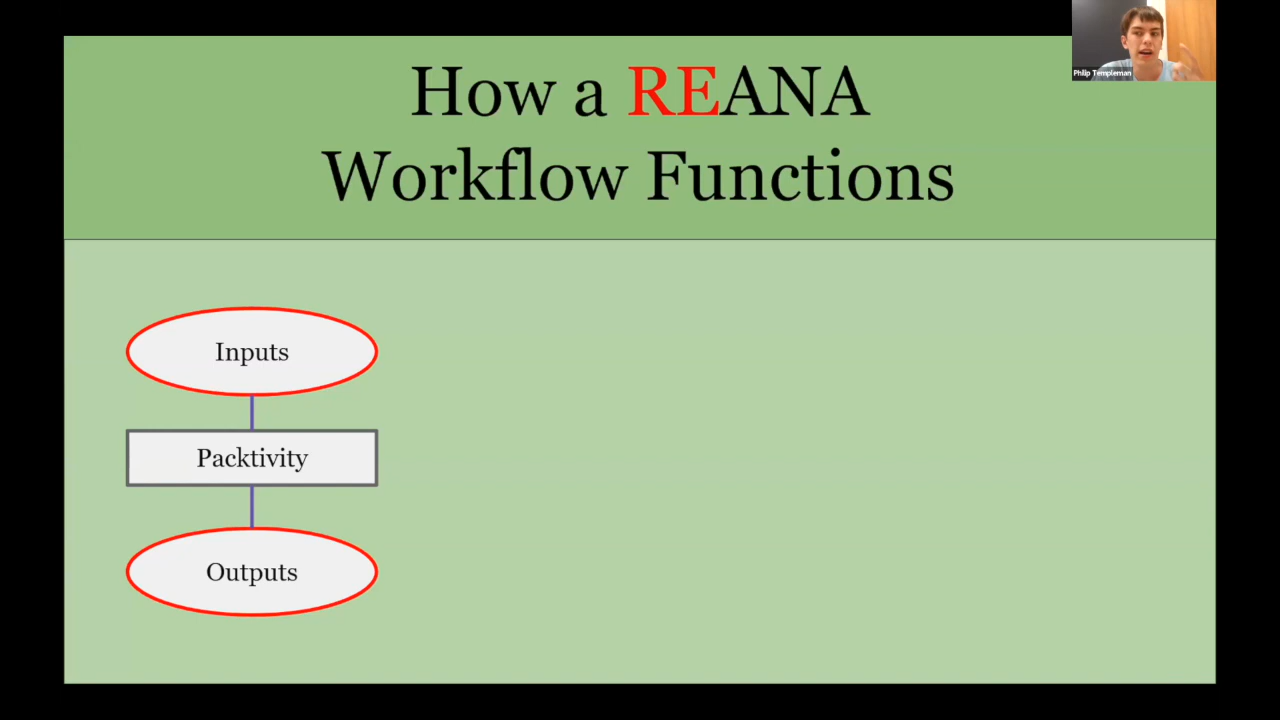 How a REANA
Workflow Functions
Philip Templeman
Inputs
Packtivity
Outputs